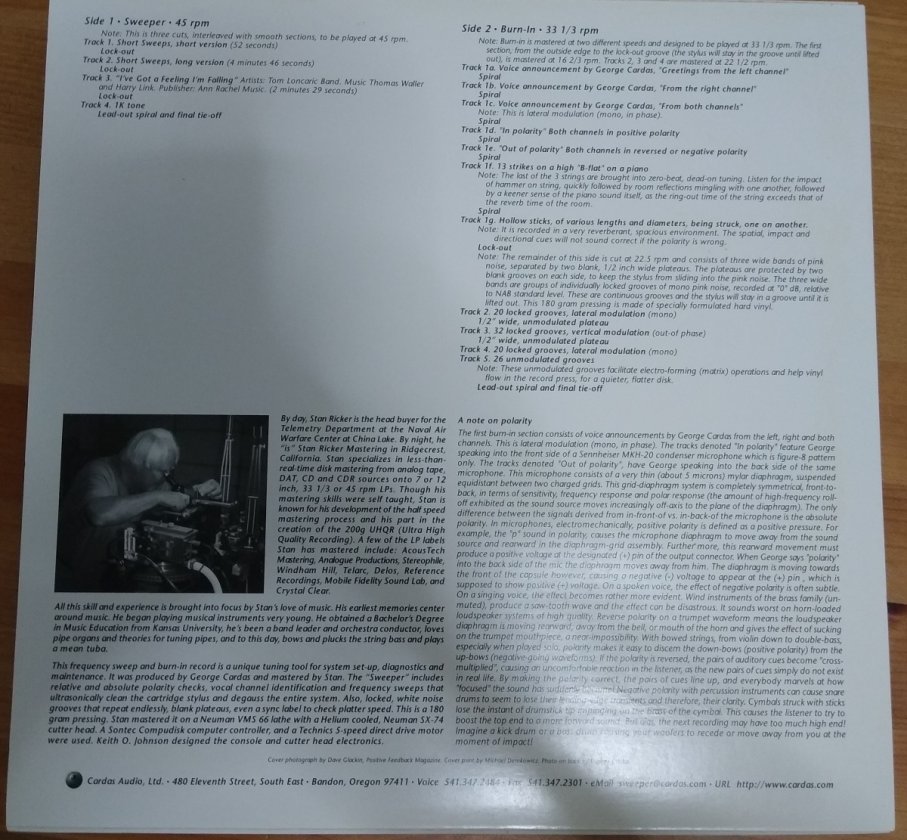 Side 1 • Sweeper • 45 rpm
Note: This is three cuts, interleaved with smooth sections, to be played at 45 rpm.
Track 1. Short Sweeps, short version (52 seconds)
Lock-out
Track 2. Short Sweeps, long version (4 minutes 46 seconds)
Lock-out
Track 3. "I've Got a Feeling I'm Falling" Artists: Tom Loncaric Band. Music Thomas Waller
and Harry Link. Publisher: Ann Rachel Music. (2 minutes 29 seconds)
Lock-out
Track 4. 1K tone
Lead-out spiral and final tie-off
Side 2 • Burn-In • 33 1/3 rpm
Note: Burn-in is mastered at two different speeds and designed to be played at 33 1/3 rpm. The first
section, from the outside edge to the lock-out groove (the stylus will stay in the groove until lifted
out), is mastered at 16 2/3 rpm. Tracks 2, 3 and 4 are mastered at 22 1/2 rpm.
Track 1a. Voice announcement by George Cardas, "Greetings from the left channel"
Spiral
Track 1b. Voice announcement by George Cardas, "From the right channel"
Spiral
Track 1c. Voice announcement by George Cardas, "From both channels"
Note: This is lateral modulation (mono, in phase).
Spiral
Track 1d. "In polarity" Both channels in positive polarity
Spiral
Track 1e. "Out of polarity" Both channels in reversed or negative polarity
Spiral
Track 1f. 13 strikes on a high "B-flat" on a piano
Note: The last of the 3 strings are brought into zero-beat, dead-on tuning. Listen for the impact
of hammer on string, quickly followed by room reflections mingling with one another, followed
by a keener sense of the piano sound itself, as the ring-out time of the string exceeds that of
the reverb time of the room.
Spiral
Track 1g. Hollow sticks, of various lengths and diameters, being struck, one on another.
Note: It is recorded in a very reverberant, spacious environment. The spatial, impact and
directional cues will not sound correct if the polarity is wrong.
Lock-out
Note: The remainder of this side is cut at 22.5 rpm and consists of three wide bands of pink
noise, separated by two blank, 1/2 inch wide plateaus. The plateaus are protected by two
blank grooves on each side, to keep the stylus from sliding into the pink noise. The three wide
bands are groups of individually locked grooves of mono pink noise, recorded at "0" dB, relative
to NAB standard level. These are continuous grooves and the stylus will stay in a groove until it is
lifted out. This 180 gram pressing is made of specially formulated hard vinyl.
Track 2. 20 locked grooves, lateral modulation (mono)
1/2" wide, unmodulated plateau
Track 3. 32 locked grooves, vertical modulation (out-of phase)
1/2" wide, unmodulated plateau
Track 4. 20 locked grooves, lateral modulation (mono)
Track 5. 26 unmodulated grooves
Note: These unmodulated grooves facilitate electro-forming (matrix) operations and help vinyl
flow in the record press, for a quieter, flatter disk.
Lead-out spiral and final tie-off
By day, Stan Ricker is the head buyer for the
Telemetry Department at the Naval Air
Warfare Center at China Lake. By night, he
"is" Stan Ricker Mastering in Ridgecrest,
California. Stan specializes in less-than-
real-time disk mastering from analog tape,
DAT, CD and CDR sources onto 7 or 12
inch, 33 1/3 or 45 rpm LPs. Though his
mastering skills were self taught, Stan is
known for his development of the half speed
mastering process and his part in the
creation of the 200g UHQR (Ultra High
Quality Recording). A few of the LP labels
Stan has mastered include: AcousTech
Mastering, Analogue Productions, Stereophile,
Windham Hill, Telarc, Delos, Reference
Recordings, Mobile Fidelity Sound Lab, and
Crystal Clear.
All this skill and experience is brought into focus by Stan's love of music. His earliest memories center
around music. He began playing musical instruments very young. He obtained a Bachelor's Degree
in Music Education from Kansas University, he's been a band leader and orchestra conductor, loves
pipe organs and theories for tuning pipes, and to this day, bows and plucks the string bass and plays
a mean tuba.
This frequency sweep and burn-in record is a unique tuning tool for system set-up, diagnostics and
maintenance. It was produced by George Cardas and mastered by Stan. The "Sweeper" includes
relative and absolute polarity checks, vocal channel identification and frequency sweeps that
ultrasonically clean the cartridge stylus and degauss the entire system. Also, locked, white noise
grooves that repeat endlessly, blank plateaus, even a sync label to check platter speed. This is a 180
gram pressing. Stan mastered it on a Neuman VMS 66 lathe with a Helium cooled, Neuman SX-74
cutter head. A Sontec Compudisk computer controller, and a Technics 5-speed direct drive motor
were used. Keith O. Johnson designed the console and cutter head electronics.
A note on polarity
The first burn-in section consists of voice announcements by George Cardas from the left, right and both
channels. This is lateral modulation (mono, in phase). The tracks denoted "In polarity" feature George
speaking into the front side of a Sennheiser MKH-20 condenser microphone which is figure-8 pattern
only. The tracks denoted "Out of polarity", have George speaking into the back side of the same
microphone. This microphone consists of a very thin (about 5 microns) mylar diaphragm, suspended
equidistant between two charged grids. This grid-diaphragm system is completely symmetrical, front-to-
back, in terms of sensitivity, frequency response and polar response (the amount of high-frequency roll-
off exhibited as the sound source moves increasingly off-axis to the plane of the diaphragm). The only
difference between the signals derived from in-front-of vs. in-back-of the microphone is the absolute
polarity. In microphones, electromechanically, positive polarity is defined as a positive pressure. For
example, the "p" sound in polarity, causes the microphone diaphragm to move away from the sound
source and rearward in the diaphragm-grid assembly. Further more, this rearward movement must
produce a positive voltage at the designated (+) pin of the output connector. When George says "polarity"
into the back side of the mic the diaphragm moves away from him. The diaphragm is moving towards
the front of the capsule however, causing a negative (-) voltage to appear at the (+) pin , which is
supposed to show positive (+) voltage. On a spoken voice, the effect of negative polarity is often subtle.
On a singing voice, the effect becomes rather more evident. Wind instruments of the brass family (un-
muted), produce a saw-tooth wave and the effect can be disastrous. It sounds worst on horn-loaded
loudspeaker systems of high quality. Reverse polarity on a trumpet waveform means the loudspeaker
diaphragm is moving rearward, away from the bell, or mouth of the horn and gives the effect of sucking
on the trumpet mouthpiece, a near-impossibility. With bowed strings, from violin down to double-bass,
especially when played solo, polarity makes it easy to discern the down-bows (positive polarity) from the
up-bows (negative-going waveforms). If the polarity is reversed, the pairs of auditory cues become "cross-
multiplied", causing an uncomfortable reaction in the listener, as the new pairs of cues simply do not exist
in real life. By making the polarity correct, the pairs of cues line up, and everybody marvels at how
"focused" the sound has suddenly become! Negative polarity with percussion instruments can cause snare
drums to seem to lose their leading-edge transients and therefore, their clarity. Cymbals struck with sticks
lose the instant of drumstick tip impacting on the brass of the cymbal. This causes the listener to try to
boost the top end to a more forward sound. But alas, the next recording may have too much high end!
Imagine a kick drum or a bass drum causing your woofers to recede or move away from you at the
moment of impact!
Cover photograph by Dave Glackin, Positive Feedback Magazine. Cover print by Michael Demkowicz. Photo on back by
Cardas Audio, Ltd. • 480 Eleventh Street, South East • Bandon, Oregon 97411 • Voice 541.347.2484 • Fax 541.347.2301 • eMail sweeper@cardas.com • URL http://www.cardas.com